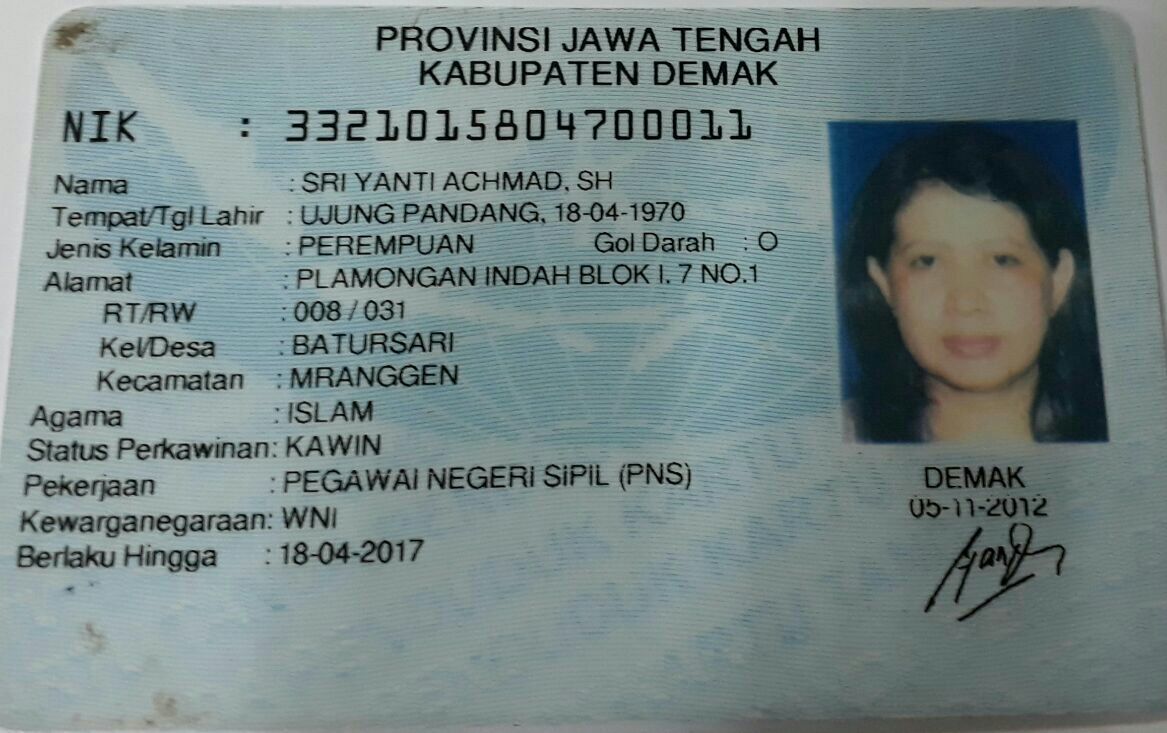 PROVINSI JAWA TENGAH
KABUPATEN DEMAK
NIK : 3321015804700011
Nama : SRI YANTI ACHMAD, SH
Tempat/Tgl Lahir : UJUNG PANDANG, 18-04-1970
Jenis Kelamin : PEREMPUAN Gol Darah : O
Alamat : PLAMONGAN INDAH BLOK I. 7 NO.1
RT/RW : 008 / 031
Kel/Desa : BATURSARI
Kecamatan : MRANGGEN
Agama : ISLAM
Status Perkawinan: KAWIN
Pekerjaan : PEGAWAI NEGERI SIPIL (PNS)
Kewarganegaraan: WNI
Berlaku Hingga : 18-04-2017
DEMAK
05-11-2012